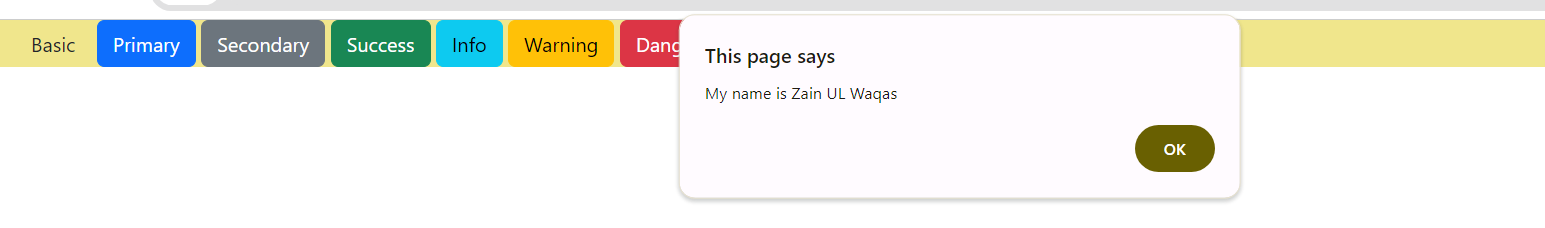 Basic Primary Secondary Success Info Warning
This page says
My name is Zain UL Waqas
OK